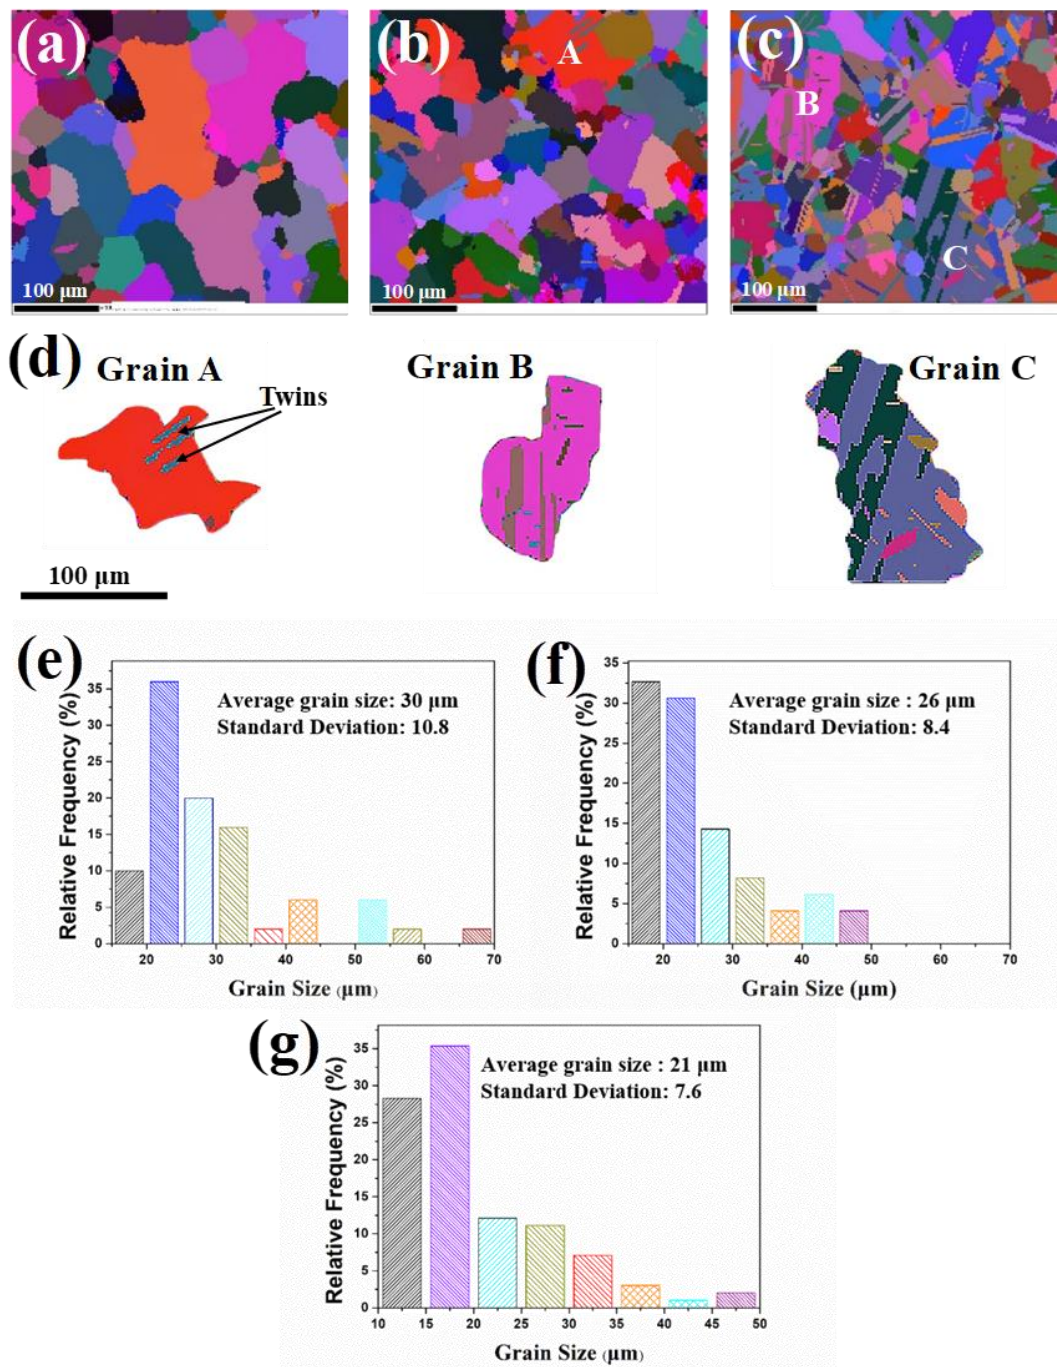 (a)
(b)
A
(c)
B
C
100 μm
100 μm
100 μm
(d)
Grain A
Twins
Grain B
Grain C
100 μm
(e)
Relative Frequency (%)
35
30
25
20
15
10
5
0
Average grain size: 30 μm
Standard Deviation: 10.8
20 30 40 50 60 70
Grain Size (μm)
(f)
Relative Frequency (%)
35
30
25
20
15
10
5
0
Average grain size : 26 μm
Standard Deviation: 8.4
20 30 40 50 60 70
Grain Size (μm)
(g)
Relative Frequency (%)
35
30
25
20
15
10
5
0
Average grain size : 21 μm
Standard Deviation: 7.6
10 15 20 25 30 35 40 45 50
Grain Size (μm)